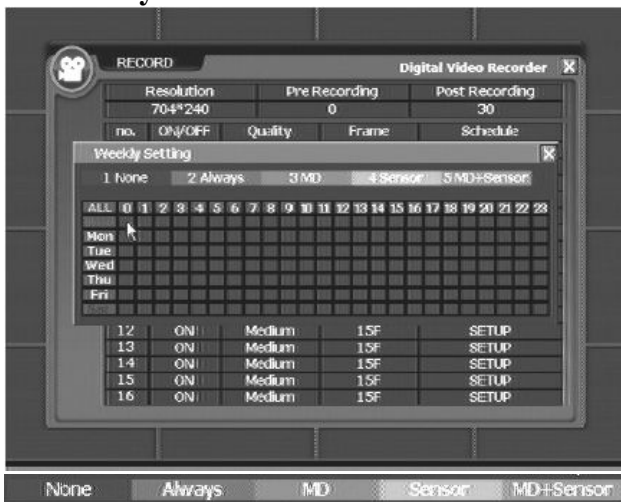 RECORD
Digital Video Recorder X
Resolution Pre Recording Post Recording
704*240 0 30
no. ON/OFF Quality Frame Schedule
Weekly Setting X
1 None 2 Always 3 MD 4 Sensor 5 MD+Sensor
ALL 0 1 2 3 4 5 6 7 8 9 10 11 12 13 14 15 16 17 18 19 20 21 22 23
Mon
Tue
Wed
Thu
Fri
12 ON Medium 15F SETUP
13 ON Medium 15F SETUP
14 ON Medium 15F SETUP
15 ON Medium 15F SETUP
16 ON Medium 15F SETUP
None Always MD Sensor MD+Sensor